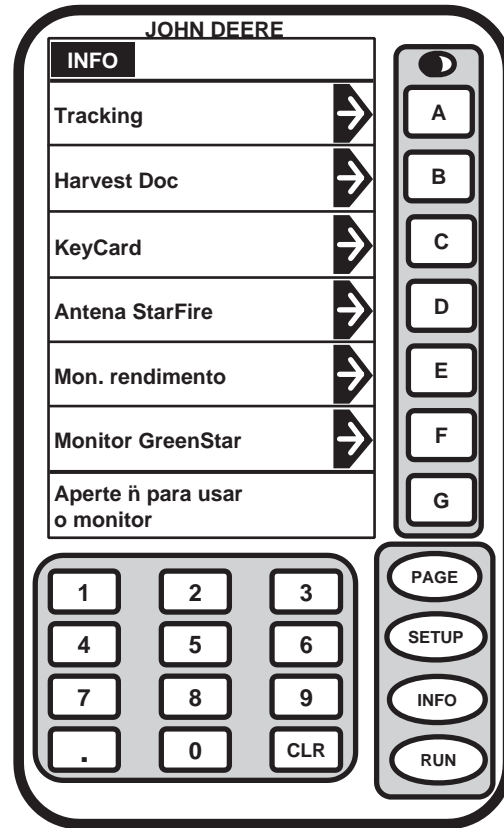 JOHN DEERE
INFO
Tracking
Harvest Doc
KeyCard
Antena StarFire
Mon. rendimento
Monitor GreenStar
Aperte n̈ para usar
o monitor
A
B
C
D
E
F
G
PAGE
SETUP
INFO
RUN
1 2 3
4 5 6
7 8 9
. 0 CLR